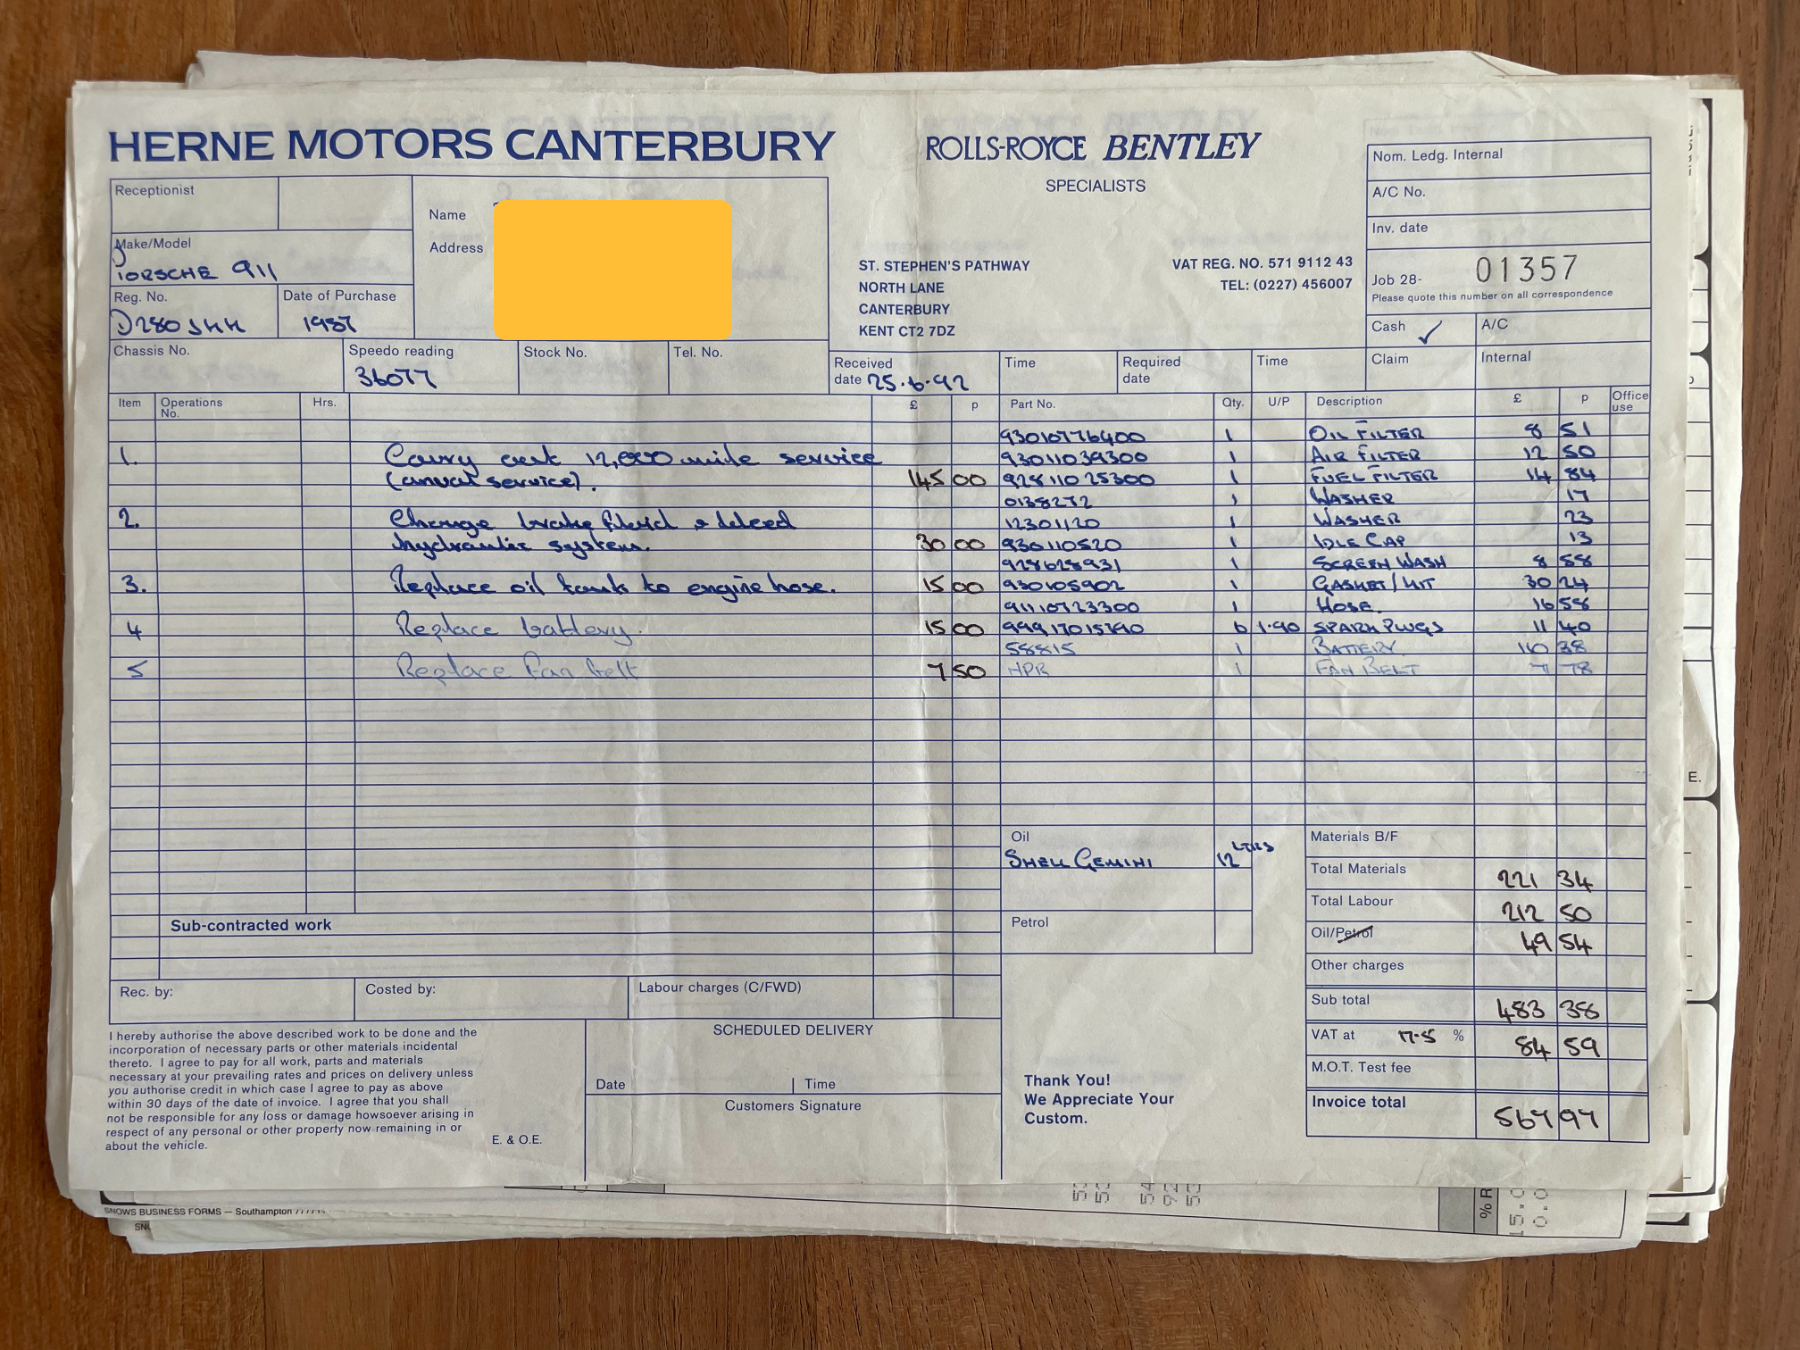 HERNE MOTORS CANTERBURY
ROLLS-ROYCE BENTLEY
SPECIALISTS
Receptionist
Name
Address
Make/Model
PORSCHE 911
Reg. No.
Date of Purchase
1987
Chassis No.
Speedo reading
36077
Stock No.
Tel. No.
ST. STEPHEN'S PATHWAY
NORTH LANE
CANTERBURY
KENT CT2 7DZ
VAT REG. NO. 571 9112 43
TEL: (0227) 456007
Nom. Ledg. Internal
A/C No.
Inv. date
Job 28- 01357
Please quote this number on all correspondence
Cash ✓ A/C
Claim Internal
Received date 25.6.92
Time
Required date
Time
Item Operations No. Hrs. £ p
1. Carry out 12,000 mile service
(annual service). 145 00
2. Change brake fluid & bleed
hydraulic system. 30 00
3. Replace oil tank to engine hose. 15 00
4 Replace battery. 15 00
5 Replace Fan belt 7 50
Part No. Qty. U/P Description £ p Office use
93010776400 1 OIL FILTER 8 51
93011039300 1 AIR FILTER 12 50
92811025300 1 FUEL FILTER 14 84
0138272 1 WASHER 17
12301120 1 WASHER 23
930110520 1 IDLE CAP 13
928628931 1 SCREEN WASH 8 58
930105902 1 GASKET/KIT 30 24
91110723300 1 HOSE. 16 58
99917015790 6 1.90 SPARK PLUGS 11 40
58815 1 BATTERY. 38
HPR 1 FAN BELT 7 78
Oil
SHELL GEMINI 12 LTRS
Petrol
Sub-contracted work
Rec. by:
Costed by:
Labour charges (C/FWD)
Materials B/F
Total Materials 221 34
Total Labour 212 50
Oil/Petrol 49 54
Other charges
Sub total 483 38
VAT at 17.5 % 84 59
M.O.T. Test fee
Invoice total 567 97
I hereby authorise the above described work to be done and the
incorporation of necessary parts or other materials incidental
thereto. I agree to pay for all work, parts and materials
necessary at your prevailing rates and prices on delivery unless
you authorise credit in which case I agree to pay as above
within 30 days of the date of invoice. I agree that you shall
not be responsible for any loss or damage howsoever arising in
respect of any personal or other property now remaining in or
about the vehicle.
E. & O.E.
SCHEDULED DELIVERY
Date Time
Customers Signature
Thank You!
We Appreciate Your
Custom.
SNOWS BUSINESS FORMS — Southampton
SN
E.
% R